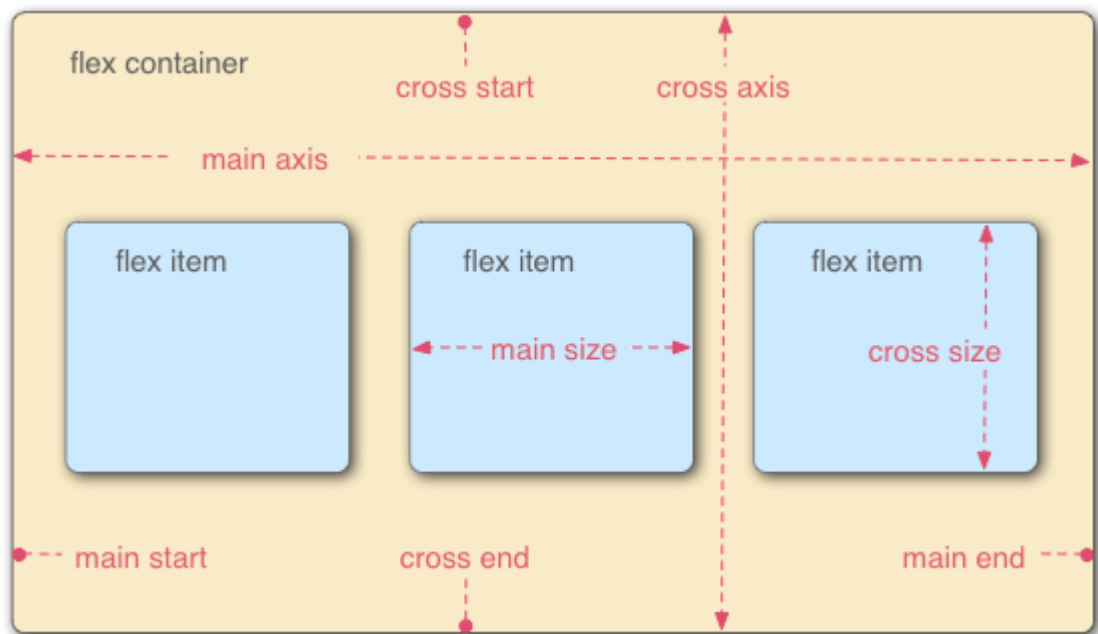 flex container
cross start
cross axis
main axis
flex item
flex item
flex item
main size
cross size
main start
cross end
main end